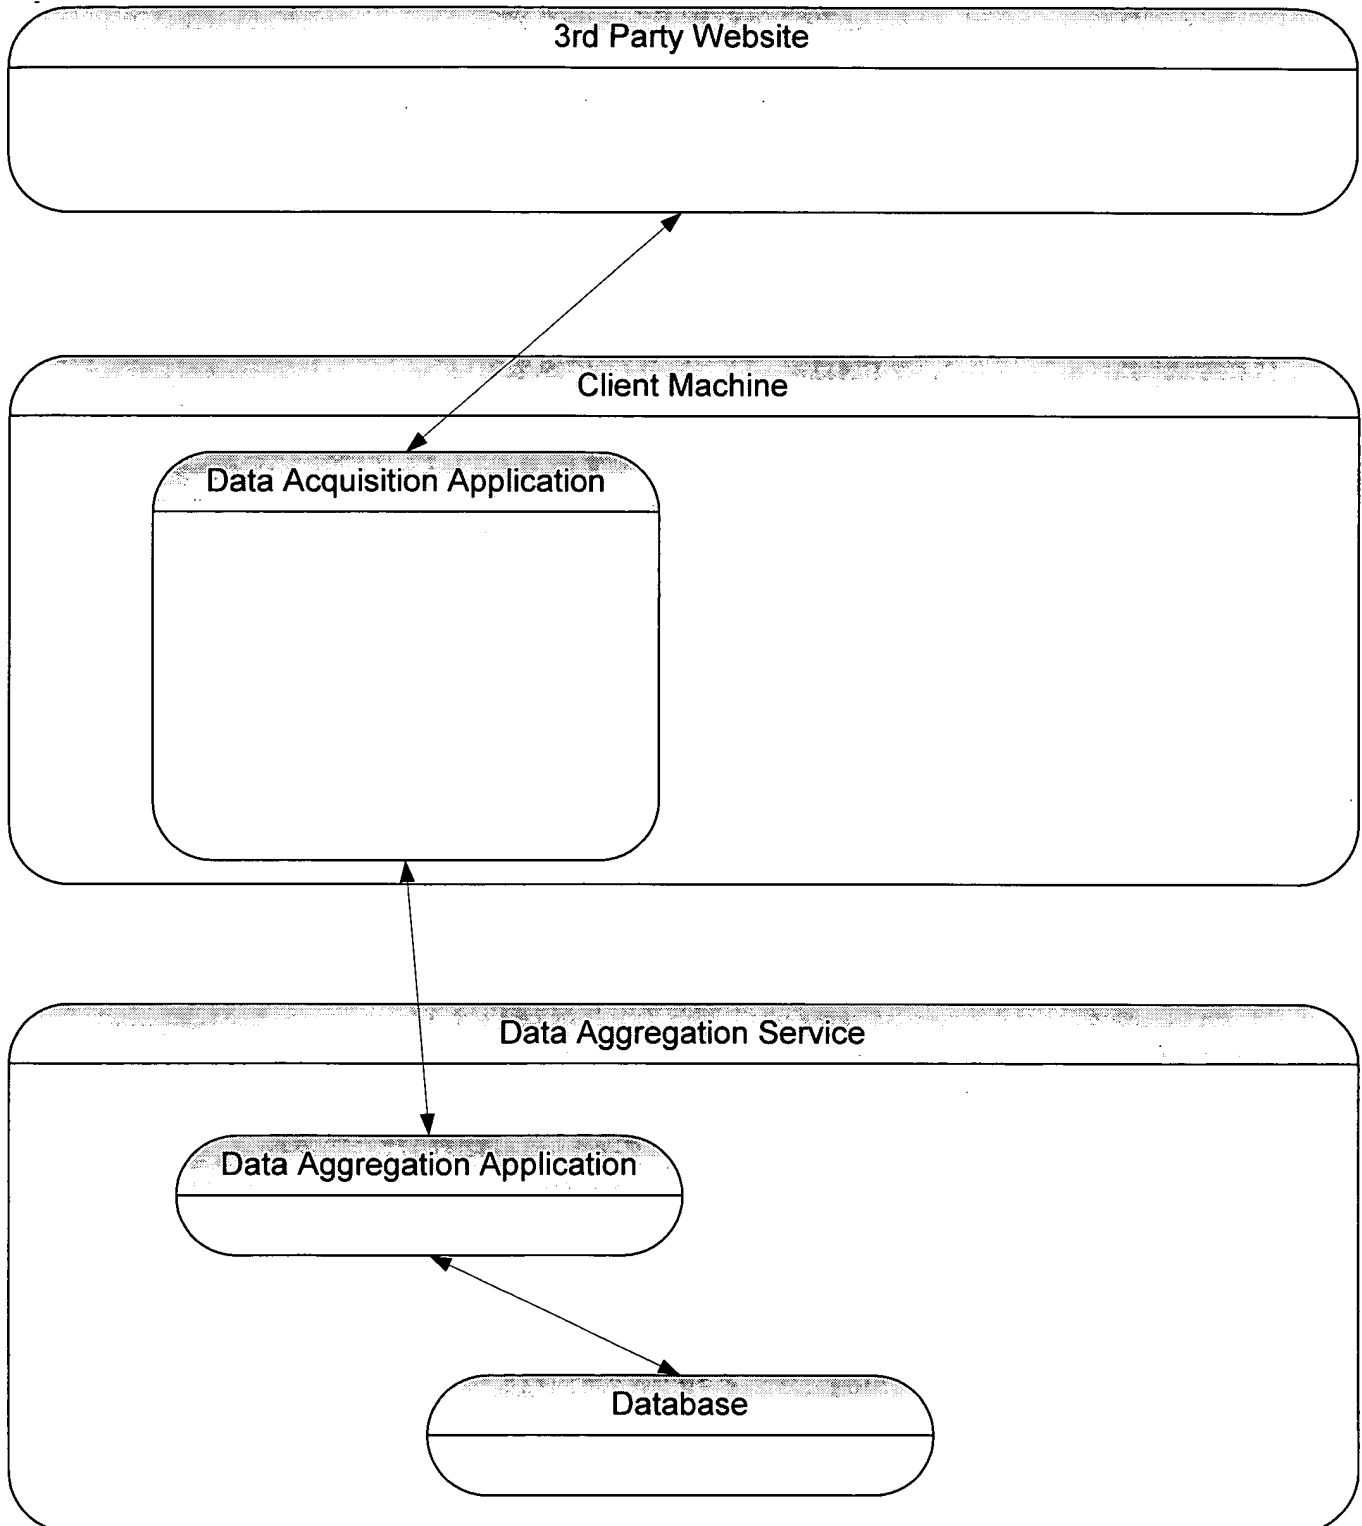 3rd Party Website
Client Machine
Data Acquisition Application
Data Aggregation Service
Data Aggregation Application
Database